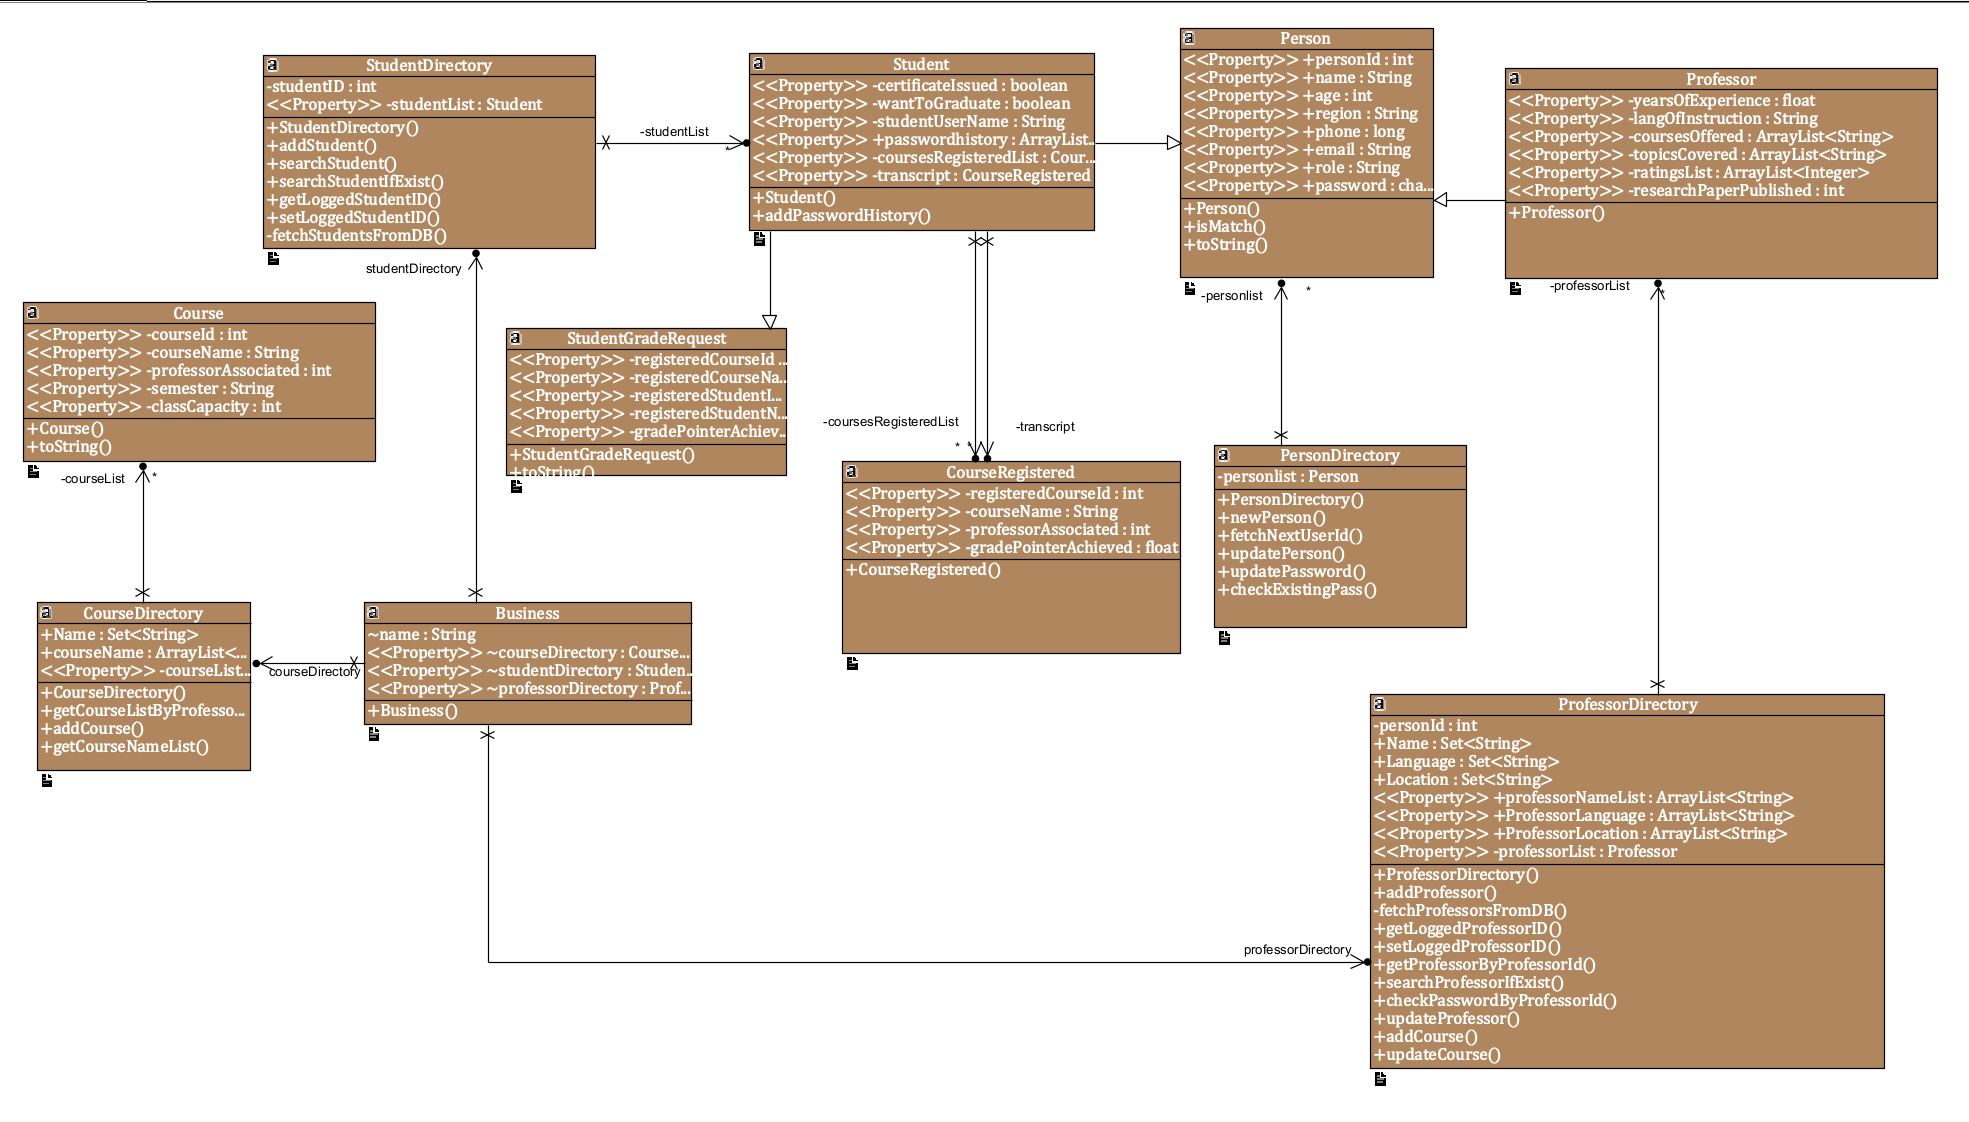 StudentDirectory
-studentID : int
<<Property>> -studentList : Student
+StudentDirectory()
+addStudent()
+searchStudent()
+searchStudentIfExist()
+getLoggedStudentID()
+setLoggedStudentID()
-fetchStudentsFromDB()
-studentList
*
Student
<<Property>> -certificateIssued : boolean
<<Property>> -wantToGraduate : boolean
<<Property>> -studentUserName : String
<<Property>> +passwordhistory : ArrayList...
<<Property>> -coursesRegisteredList : Cour...
<<Property>> -transcript : CourseRegistered
+Student()
+addPasswordHistory()
Person
<<Property>> +personId : int
<<Property>> +name : String
<<Property>> +age : int
<<Property>> +region : String
<<Property>> +phone : long
<<Property>> +email : String
<<Property>> +role : String
<<Property>> +password : cha...
+Person()
+isMatch()
+toString()
Professor
<<Property>> -yearsOfExperience : float
<<Property>> -langOfInstruction : String
<<Property>> -coursesOffered : ArrayList<String>
<<Property>> -topicsCovered : ArrayList<String>
<<Property>> -ratingsList : ArrayList<Integer>
<<Property>> -researchPaperPublished : int
+Professor()
studentDirectory
-personlist
*
-professorList
*
Course
<<Property>> -courseId : int
<<Property>> -courseName : String
<<Property>> -professorAssociated : int
<<Property>> -semester : String
<<Property>> -classCapacity : int
+Course()
+toString()
-courseList
*
StudentGradeRequest
<<Property>> -registeredCourseId ...
<<Property>> -registeredCourseNa...
<<Property>> -registeredStudentI...
<<Property>> -registeredStudentN...
<<Property>> -gradePointerAchiev...
+StudentGradeRequest()
+toString()
-coursesRegisteredList
*
-transcript
*
CourseRegistered
<<Property>> -registeredCourseId : int
<<Property>> -courseName : String
<<Property>> -professorAssociated : int
<<Property>> -gradePointerAchieved : float
+CourseRegistered()
PersonDirectory
-personlist : Person
+PersonDirectory()
+newPerson()
+fetchNextUserId()
+updatePerson()
+updatePassword()
+checkExistingPass()
CourseDirectory
+Name : Set<String>
+courseName : ArrayList<...
<<Property>> -courseList...
+CourseDirectory()
+getCourseListByProfesso...
+addCourse()
+getCourseNameList()
courseDirectory
Business
~name : String
<<Property>> ~courseDirectory : Course...
<<Property>> ~studentDirectory : Studen...
<<Property>> ~professorDirectory : Prof...
+Business()
professorDirectory
ProfessorDirectory
-personId : int
+Name : Set<String>
+Language : Set<String>
+Location : Set<String>
<<Property>> +professorNameList : ArrayList<String>
<<Property>> +ProfessorLanguage : ArrayList<String>
<<Property>> +ProfessorLocation : ArrayList<String>
<<Property>> -professorList : Professor
+ProfessorDirectory()
+addProfessor()
-fetchProfessorsFromDB()
+getLoggedProfessorID()
+setLoggedProfessorID()
+getProfessorByProfessorId()
+searchProfessorIfExist()
+checkPasswordByProfessorId()
+updateProfessor()
+addCourse()
+updateCourse()